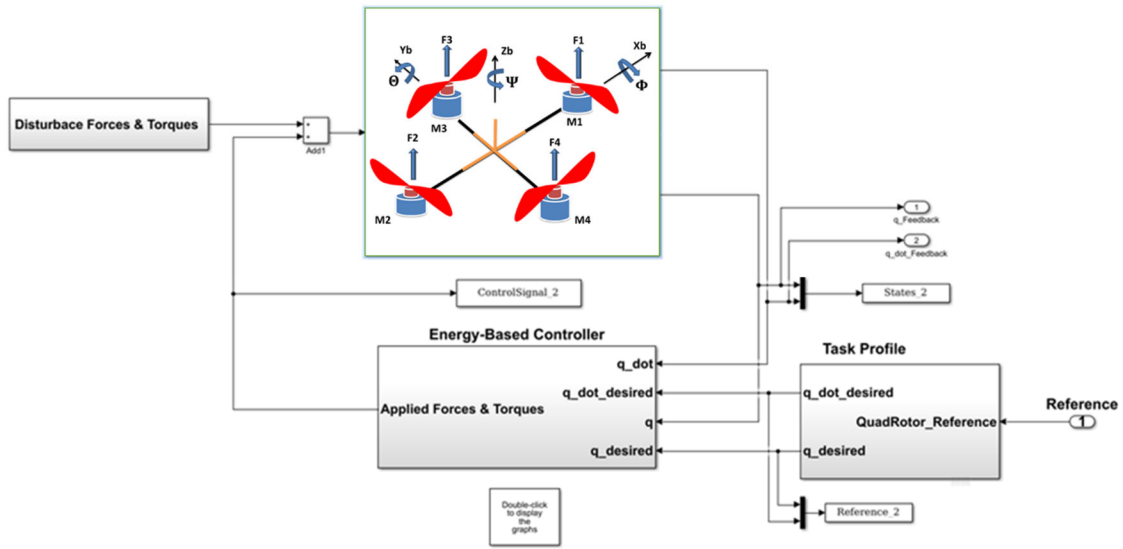 F3
F1
Xb
Yb
Zb
Θ
Ψ
Φ
M3
M1
F2
F4
M2
M4
Disturbace Forces & Torques
+
+
Add1
1
q_Feedback
2
q_dot_Feedback
ControlSignal_2
States_2
Energy-Based Controller
q_dot
q_dot_desired
Applied Forces & Torques
q
q_desired
Task Profile
q_dot_desired
QuadRotor_Reference
q_desired
Reference
1
Double-click
to display
the
graphs
Reference_2